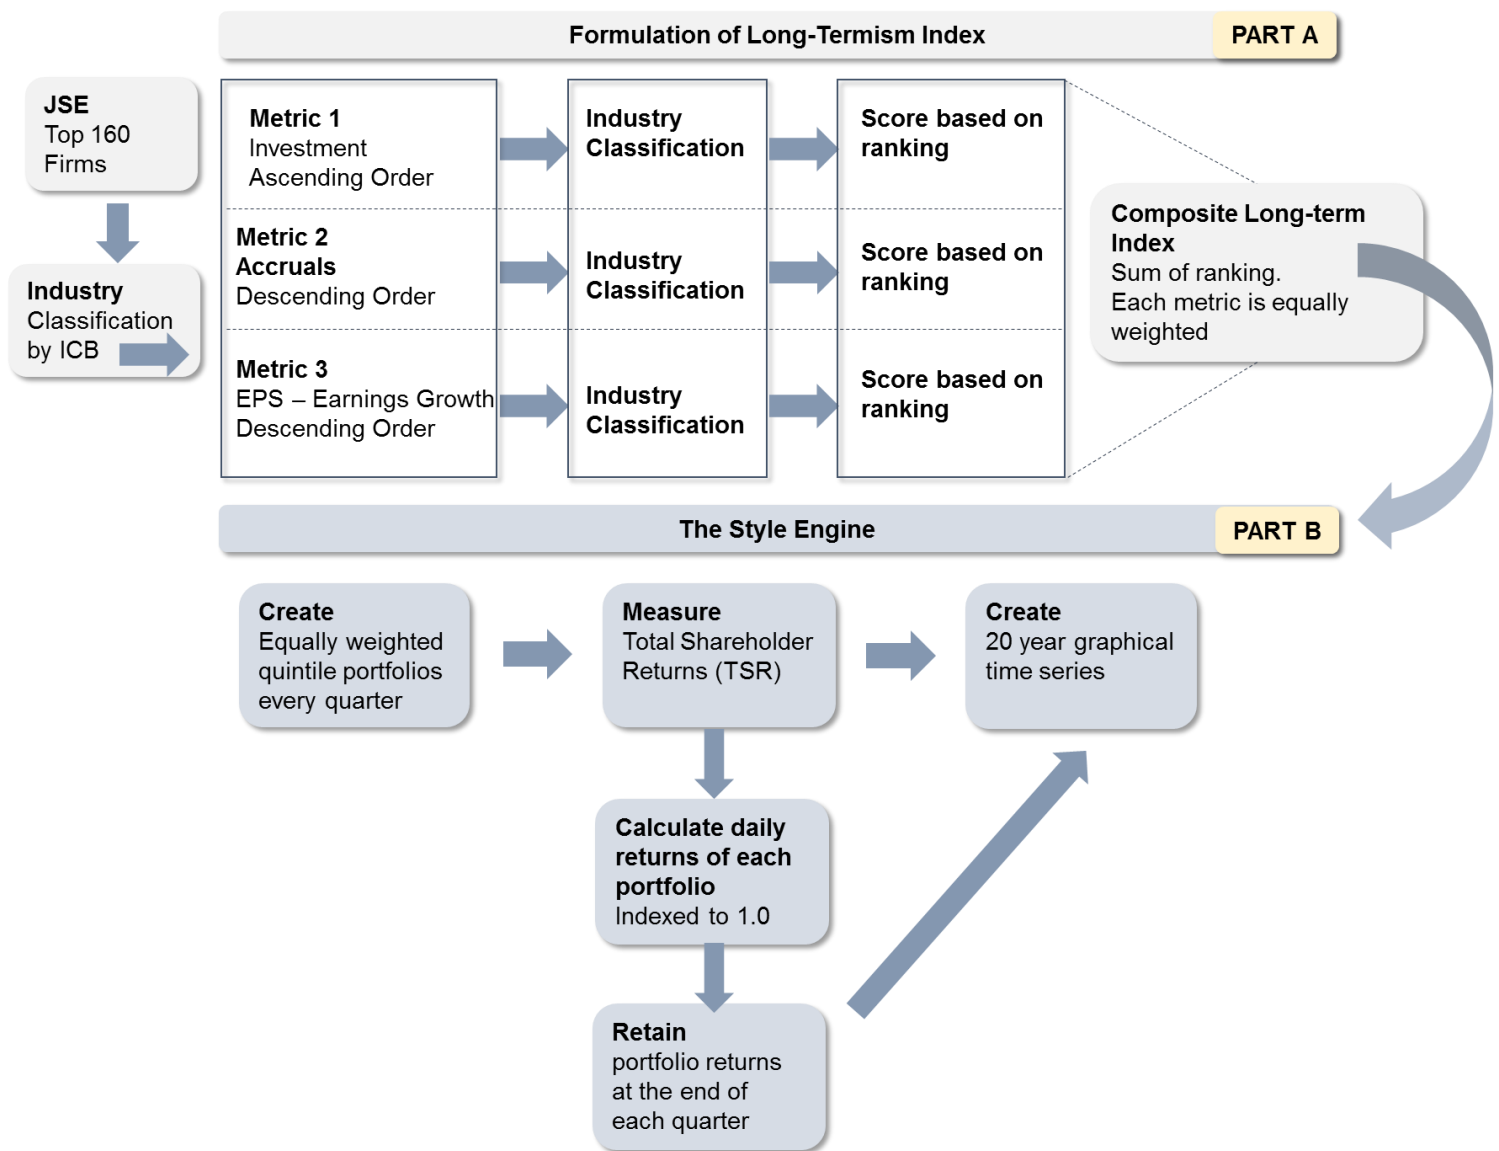 Formulation of Long-Termism Index
PART A
JSE
Top 160
Firms
Industry
Classification
by ICB
Metric 1
Investment
Ascending Order
Industry
Classification
Score based on
ranking
Metric 2
Accruals
Descending Order
Industry
Classification
Score based on
ranking
Metric 3
EPS – Earnings Growth
Descending Order
Industry
Classification
Score based on
ranking
Composite Long-term
Index
Sum of ranking.
Each metric is equally
weighted
The Style Engine
PART B
Create
Equally weighted
quintile portfolios
every quarter
Measure
Total Shareholder
Returns (TSR)
Create
20 year graphical
time series
Calculate daily
returns of each
portfolio
Indexed to 1.0
Retain
portfolio returns
at the end of
each quarter